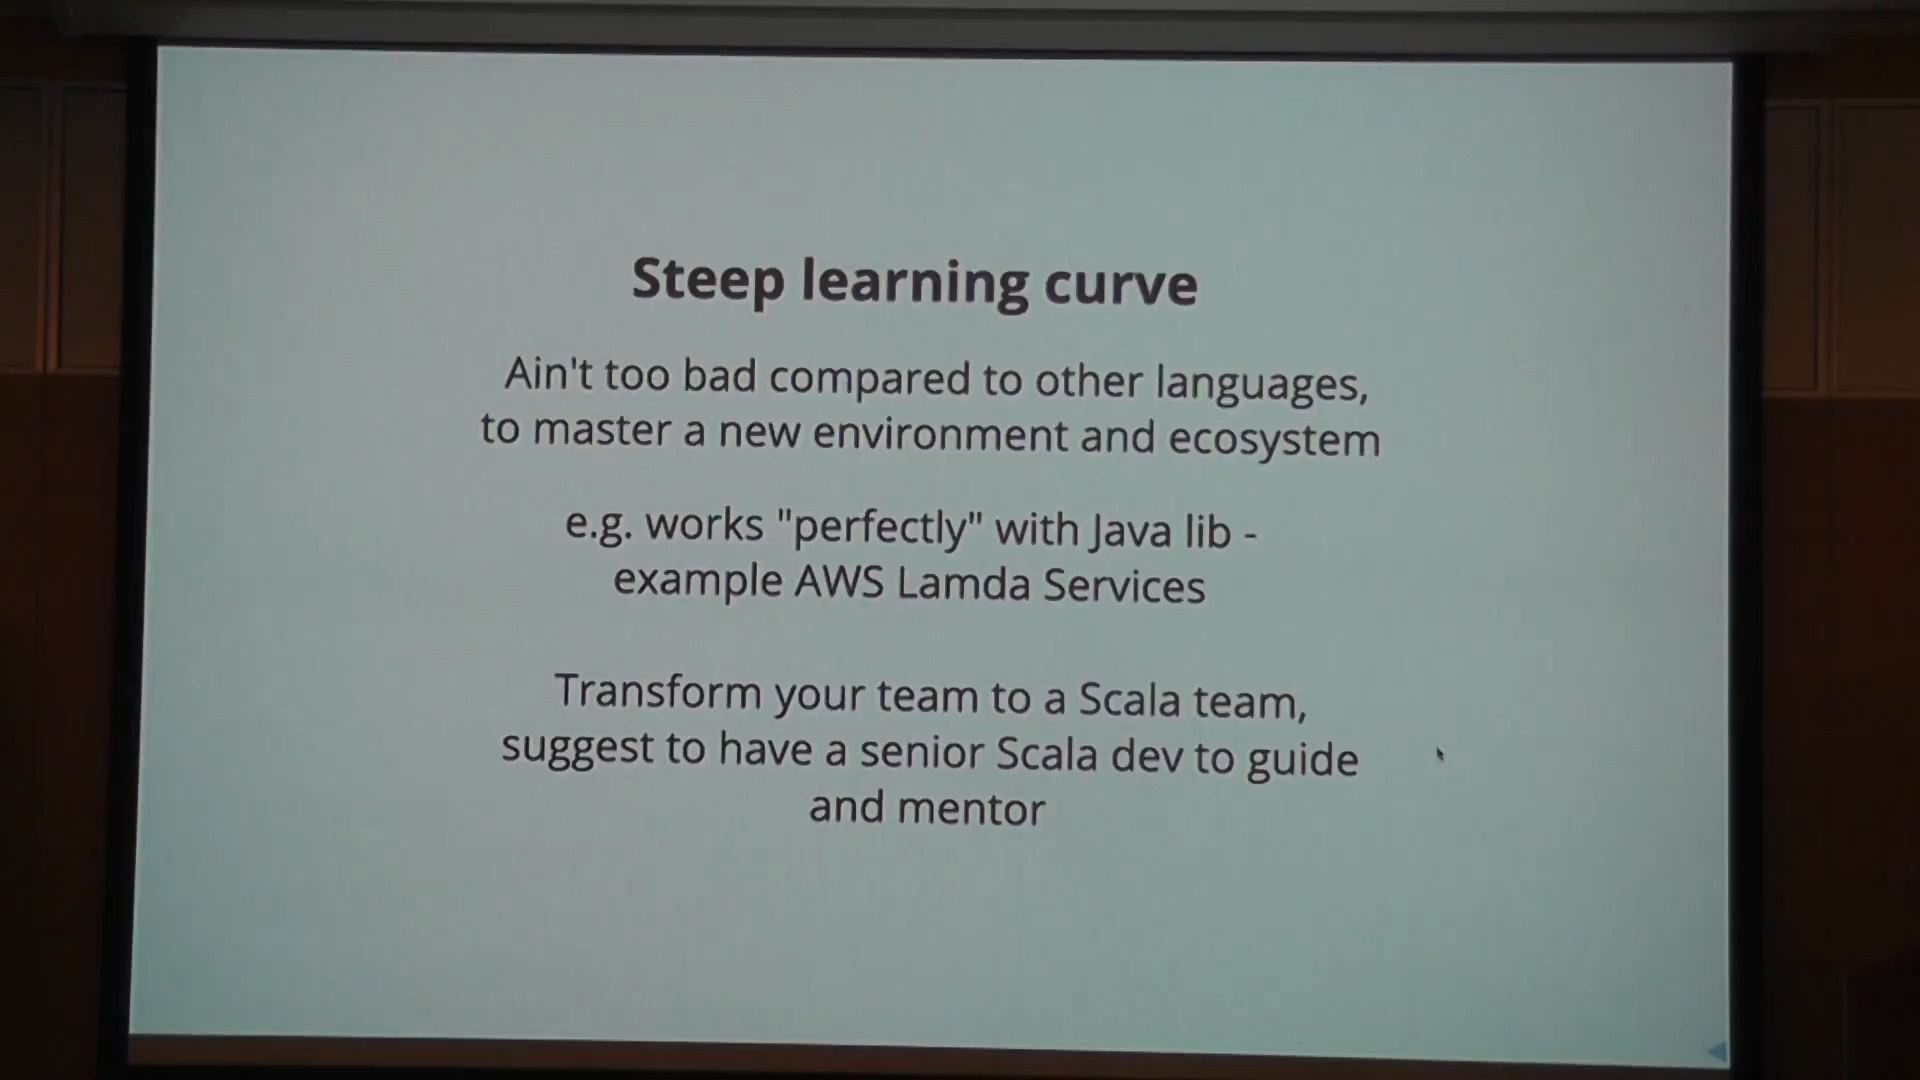 Steep learning curve
Ain't too bad compared to other languages,
to master a new environment and ecosystem
e.g. works "perfectly" with Java lib -
example AWS Lamda Services
Transform your team to a Scala team,
suggest to have a senior Scala dev to guide
and mentor